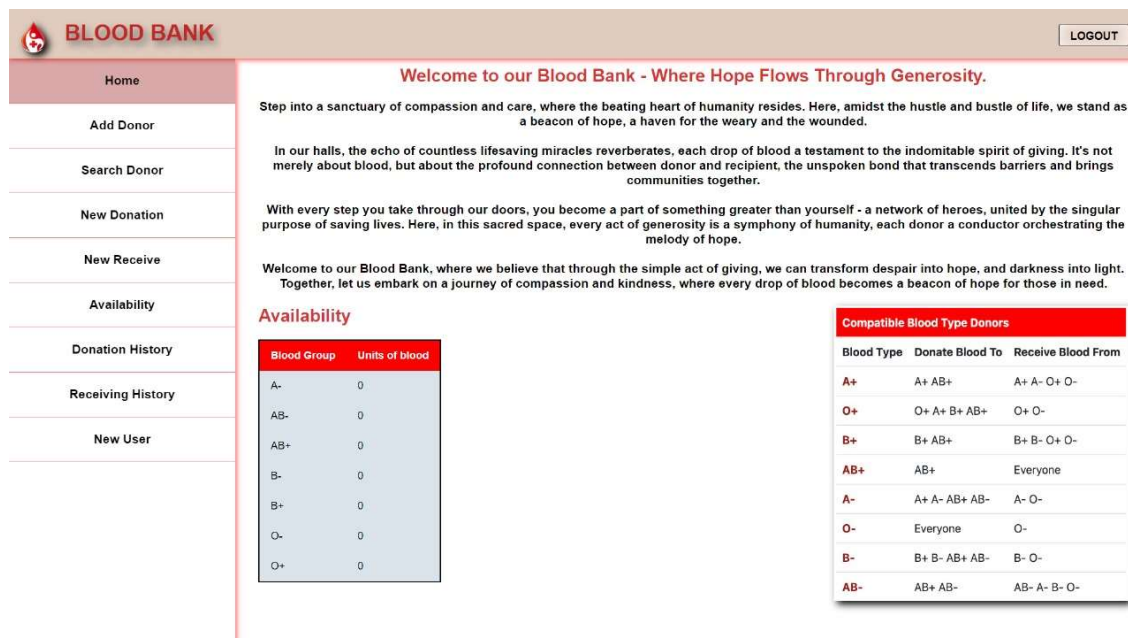 BLOOD BANK
LOGOUT
Home
Add Donor
Search Donor
New Donation
New Receive
Availability
Donation History
Receiving History
New User
Welcome to our Blood Bank - Where Hope Flows Through Generosity.
Step into a sanctuary of compassion and care, where the beating heart of humanity resides. Here, amidst the hustle and bustle of life, we stand as
a beacon of hope, a haven for the weary and the wounded.
In our halls, the echo of countless lifesaving miracles reverberates, each drop of blood a testament to the indomitable spirit of giving. It's not
merely about blood, but about the profound connection between donor and recipient, the unspoken bond that transcends barriers and brings
communities together.
With every step you take through our doors, you become a part of something greater than yourself - a network of heroes, united by the singular
purpose of saving lives. Here, in this sacred space, every act of generosity is a symphony of humanity, each donor a conductor orchestrating the
melody of hope.
Welcome to our Blood Bank, where we believe that through the simple act of giving, we can transform despair into hope, and darkness into light.
Together, let us embark on a journey of compassion and kindness, where every drop of blood becomes a beacon of hope for those in need.
Availability
Blood Group Units of blood
A- 0
AB- 0
AB+ 0
B- 0
B+ 0
O- 0
O+ 0
Compatible Blood Type Donors
Blood Type Donate Blood To Receive Blood From
A+ A+ AB+ A+ A- O+ O-
O+ O+ A+ B+ AB+ O+ O-
B+ B+ AB+ B+ B- O+ O-
AB+ AB+ Everyone
A- A+ A- AB+ AB- A- O-
O- Everyone O-
B- B+ B- AB+ AB- B- O-
AB- AB+ AB- AB- A- B- O-